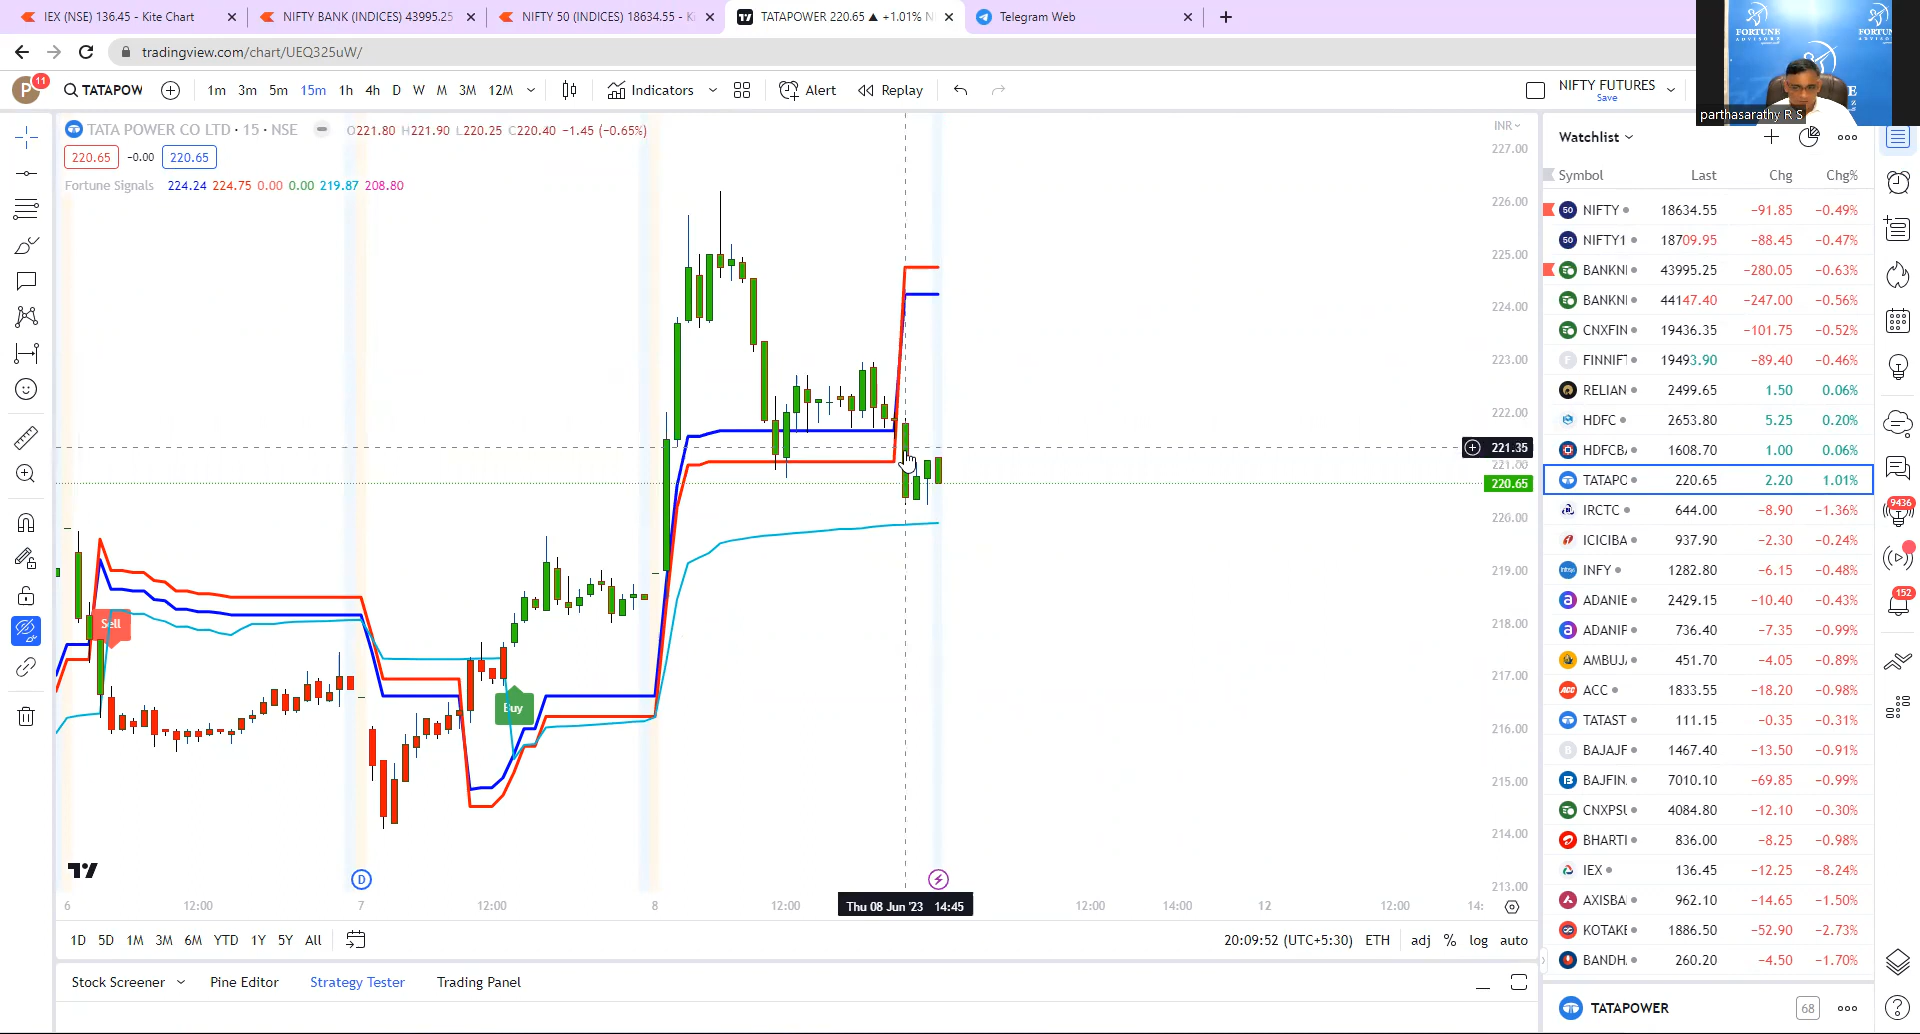 IEX (NSE) 136.45 - Kite Chart
NIFTY BANK (INDICES) 43995.25
NIFTY 50 (INDICES) 18634.55 - Ki
TATAPOWER 220.65 ▲ +1.01% N
Telegram Web
tradingview.com/chart/UEQ325uW/
FORTUNE
parthasarathy R S
P 11 TATAPOW 1m 3m 5m 15m 1h 4h D W M 3M 12M Indicators Alert Replay NIFTY FUTURES
Save
TATA POWER CO LTD · 15 · NSE O221.80 H221.90 L220.25 C220.40 −1.45 (−0.65%)
220.65 −0.00 220.65
Fortune Signals 224.24 224.75 0.00 0.00 219.87 208.80
INR
227.00
226.00
225.00
224.00
223.00
222.00
221.35
221.00
220.65
226.00
219.00
218.00
217.00
216.00
215.00
214.00
213.00
Sell
Buy
D
6 12:00 7 12:00 8 12:00 Thu 08 Jun '23 14:45 12:00 14:00 12 12:00 14:
1D 5D 1M 3M 6M YTD 1Y 5Y All 20:09:52 (UTC+5:30) ETH adj % log auto
Stock Screener Pine Editor Strategy Tester Trading Panel
Watchlist
Symbol Last Chg Chg%
NIFTY 18634.55 −91.85 −0.49%
NIFTY1 18709.95 −88.45 −0.47%
BANKNI 43995.25 −280.05 −0.63%
BANKNI 44147.40 −247.00 −0.56%
CNXFIN 19436.35 −101.75 −0.52%
FINNIFT 19493.90 −89.40 −0.46%
RELIAN 2499.65 1.50 0.06%
HDFC 2653.80 5.25 0.20%
HDFCB 1608.70 1.00 0.06%
TATAPC 220.65 2.20 1.01%
IRCTC 644.00 −8.90 −1.36%
ICICIBA 937.90 −2.30 −0.24%
INFY 1282.80 −6.15 −0.48%
ADANIE 2429.15 −10.40 −0.43%
ADANIP 736.40 −7.35 −0.99%
AMBUJ 451.70 −4.05 −0.89%
ACC 1833.55 −18.20 −0.98%
TATAST 111.15 −0.35 −0.31%
BAJAJF 1467.40 −13.50 −0.91%
BAJFIN 7010.10 −69.85 −0.99%
CNXPSU 4084.80 −12.10 −0.30%
BHARTI 836.00 −8.25 −0.98%
IEX 136.45 −12.25 −8.24%
AXISBA 962.10 −14.65 −1.50%
KOTAKE 1886.50 −52.90 −2.73%
BANDH 260.20 −4.50 −1.70%
TATAPOWER 68
9436
152